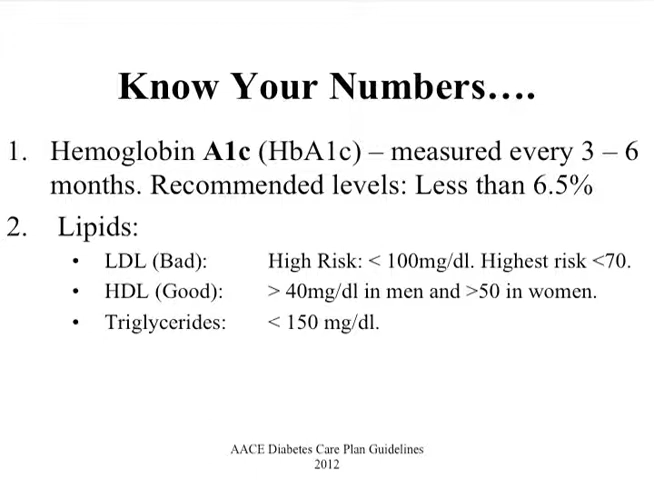 Know Your Numbers….
1. Hemoglobin A1c (HbA1c) – measured every 3 – 6
months. Recommended levels: Less than 6.5%
2. Lipids:
• LDL (Bad): High Risk: < 100mg/dl. Highest risk <70.
• HDL (Good): > 40mg/dl in men and >50 in women.
• Triglycerides: < 150 mg/dl.
AACE Diabetes Care Plan Guidelines
2012